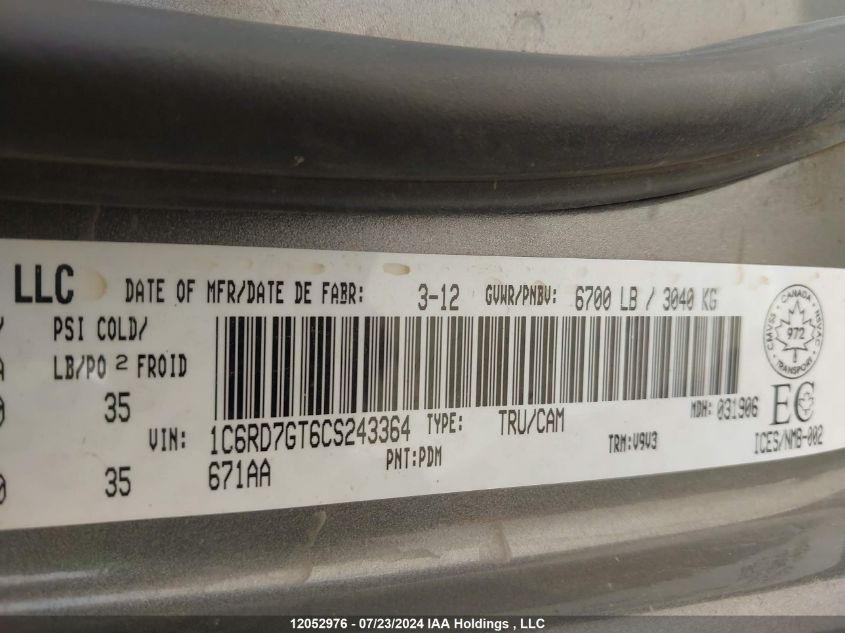 LLC DATE OF MFR/DATE DE FABR: 3-12 GVWR/PNBV: 6700 LB / 3040 KG
PSI COLD/
LB/PO 2 FROID
35
VIN: 1C6RD7GT6CS243364 TYPE: TRU/CAM MDH: 031906
PNT:PDM TRM:V9V3
35 671AA
CANADA
CMVSS 972 NSVAC
TRANSPORT
EC
ICES/NMB-002
12052976 - 07/23/2024 IAA Holdings , LLC